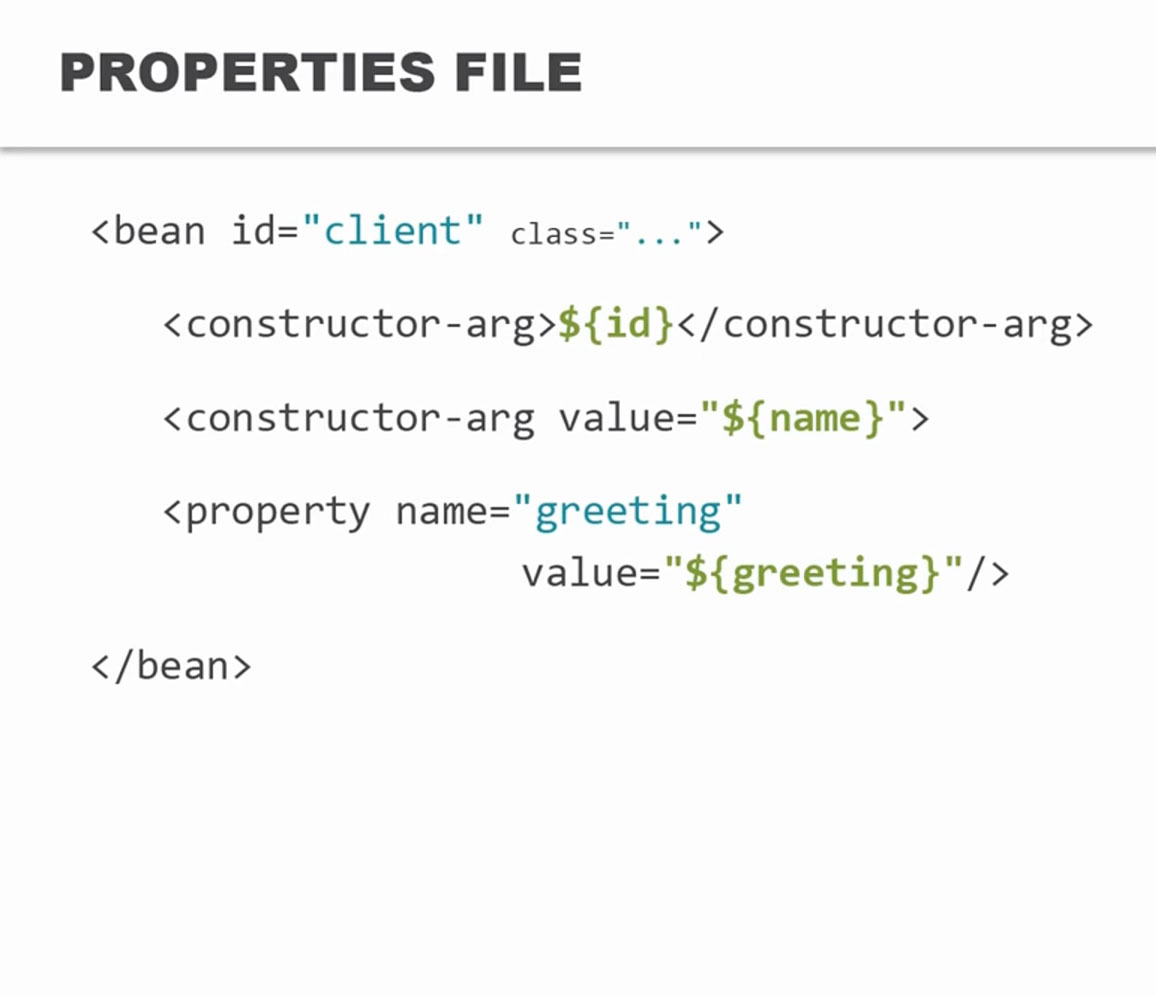 PROPERTIES FILE
<bean id="client" class="...">
<constructor-arg>${id}</constructor-arg>
<constructor-arg value="${name}">
<property name="greeting"
value="${greeting}"/>
</bean>